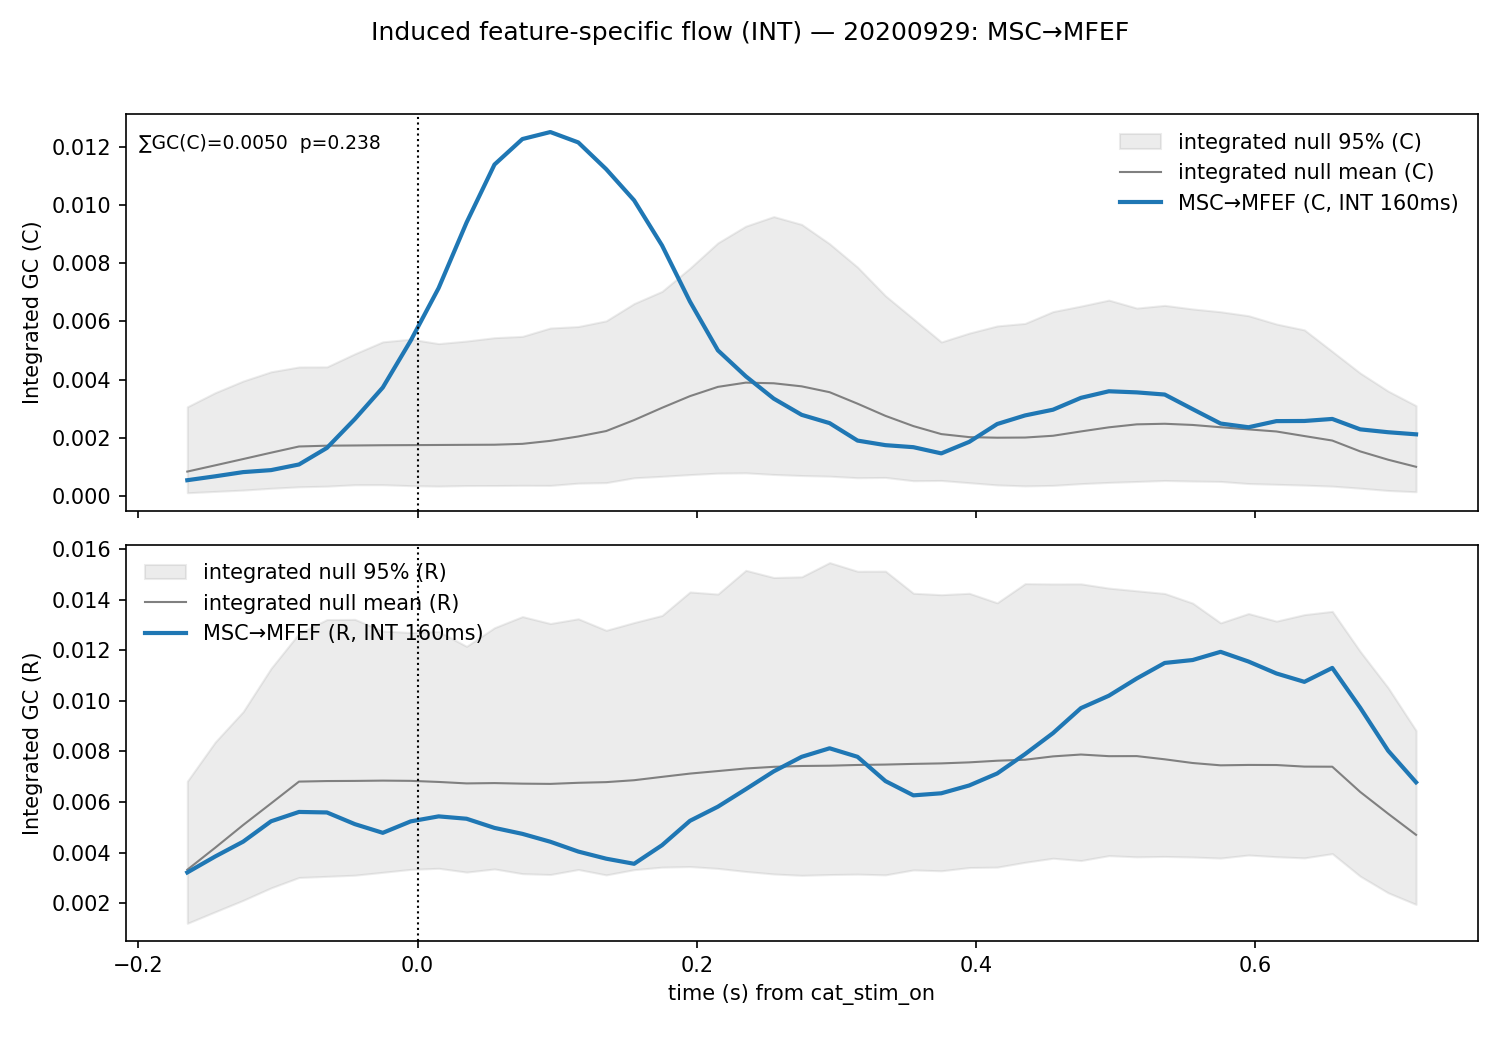 Induced feature-specific flow (INT) — 20200929: MSC→MFEF
∑GC(C)=0.0050  p=0.238
integrated null 95% (C)
integrated null mean (C)
MSC→MFEF (C, INT 160ms)
Integrated GC (C)
0.012
0.010
0.008
0.006
0.004
0.002
0.000
integrated null 95% (R)
integrated null mean (R)
MSC→MFEF (R, INT 160ms)
Integrated GC (R)
0.016
0.014
0.012
0.010
0.008
0.006
0.004
0.002
−0.2 0.0 0.2 0.4 0.6
time (s) from cat_stim_on